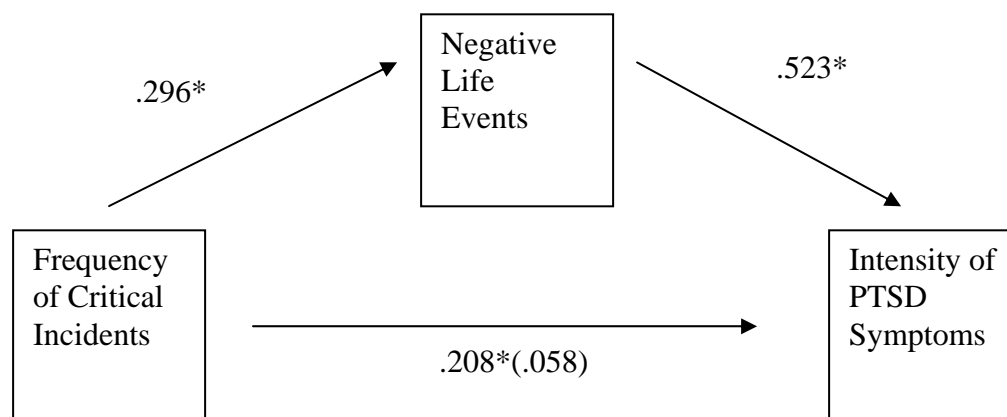 Negative
Life
Events
.296*
.523*
Frequency
of Critical
Incidents
Intensity of
PTSD
Symptoms
.208*(.058)